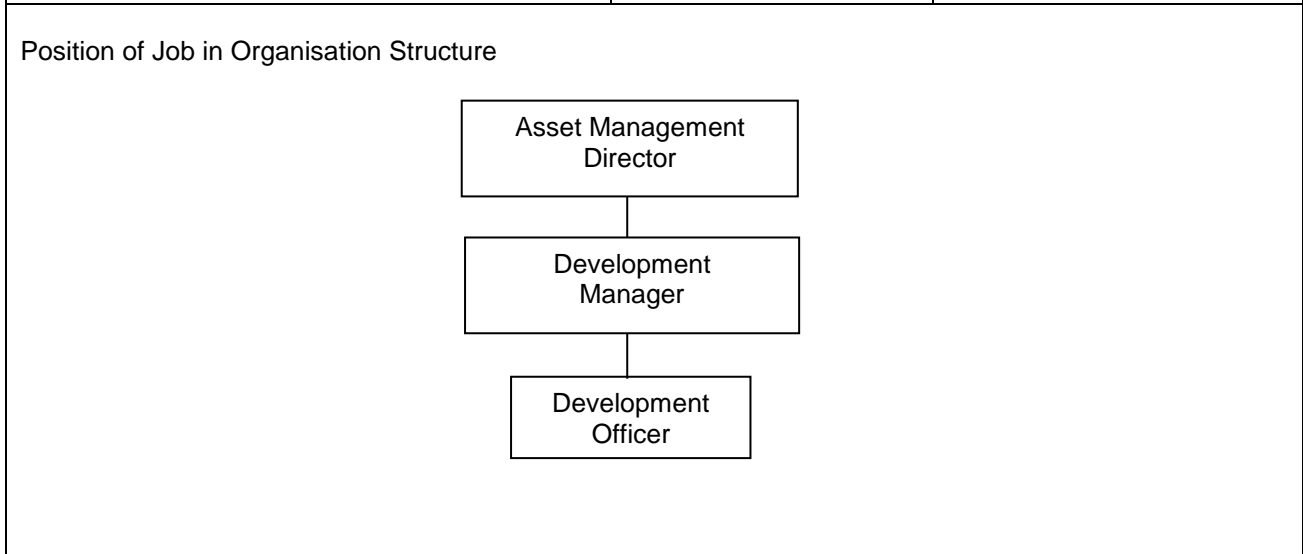 Position of Job in Organisation Structure
Asset Management
Director
Development
Manager
Development
Officer